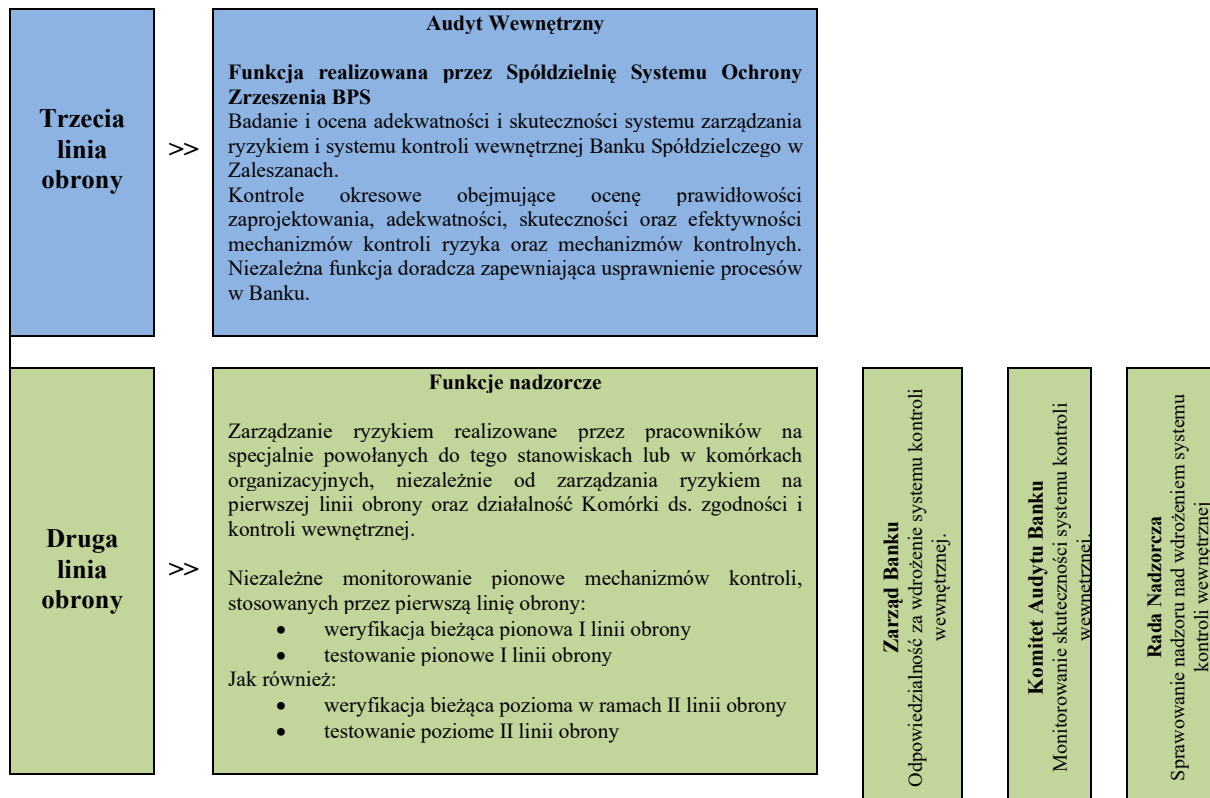 Trzecia
linia
obrony
>>
Audyt Wewnętrzny
Funkcja realizowana przez Spółdzielnię Systemu Ochrony
Zrzeszenia BPS
Badanie i ocena adekwatności i skuteczności systemu zarządzania
ryzykiem i systemu kontroli wewnętrznej Banku Spółdzielczego w
Zaleszanach.
Kontrole okresowe obejmujące ocenę prawidłowości
zaprojektowania, adekwatności, skuteczności oraz efektywności
mechanizmów kontroli ryzyka oraz mechanizmów kontrolnych.
Niezależna funkcja doradcza zapewniająca usprawnienie procesów
w Banku.
Druga
linia
obrony
>>
Funkcje nadzorcze
Zarządzanie ryzykiem realizowane przez pracowników na
specjalnie powołanych do tego stanowiskach lub w komórkach
organizacyjnych, niezależnie od zarządzania ryzykiem na
pierwszej linii obrony oraz działalność Komórki ds. zgodności i
kontroli wewnętrznej.
Niezależne monitorowanie pionowe mechanizmów kontroli,
stosowanych przez pierwszą linię obrony:
• weryfikacja bieżąca pionowa I linii obrony
• testowanie pionowe I linii obrony
Jak również:
• weryfikacja bieżąca pozioma w ramach II linii obrony
• testowanie poziome II linii obrony
Zarząd Banku
Odpowiedzialność za wdrożenie systemu kontroli
wewnętrznej.
Komitet Audytu Banku
Monitorowanie skuteczności systemu kontroli
wewnętrznej.
Rada Nadzorcza
Sprawowanie nadzoru nad wdrożeniem systemu
kontroli wewnętrznej